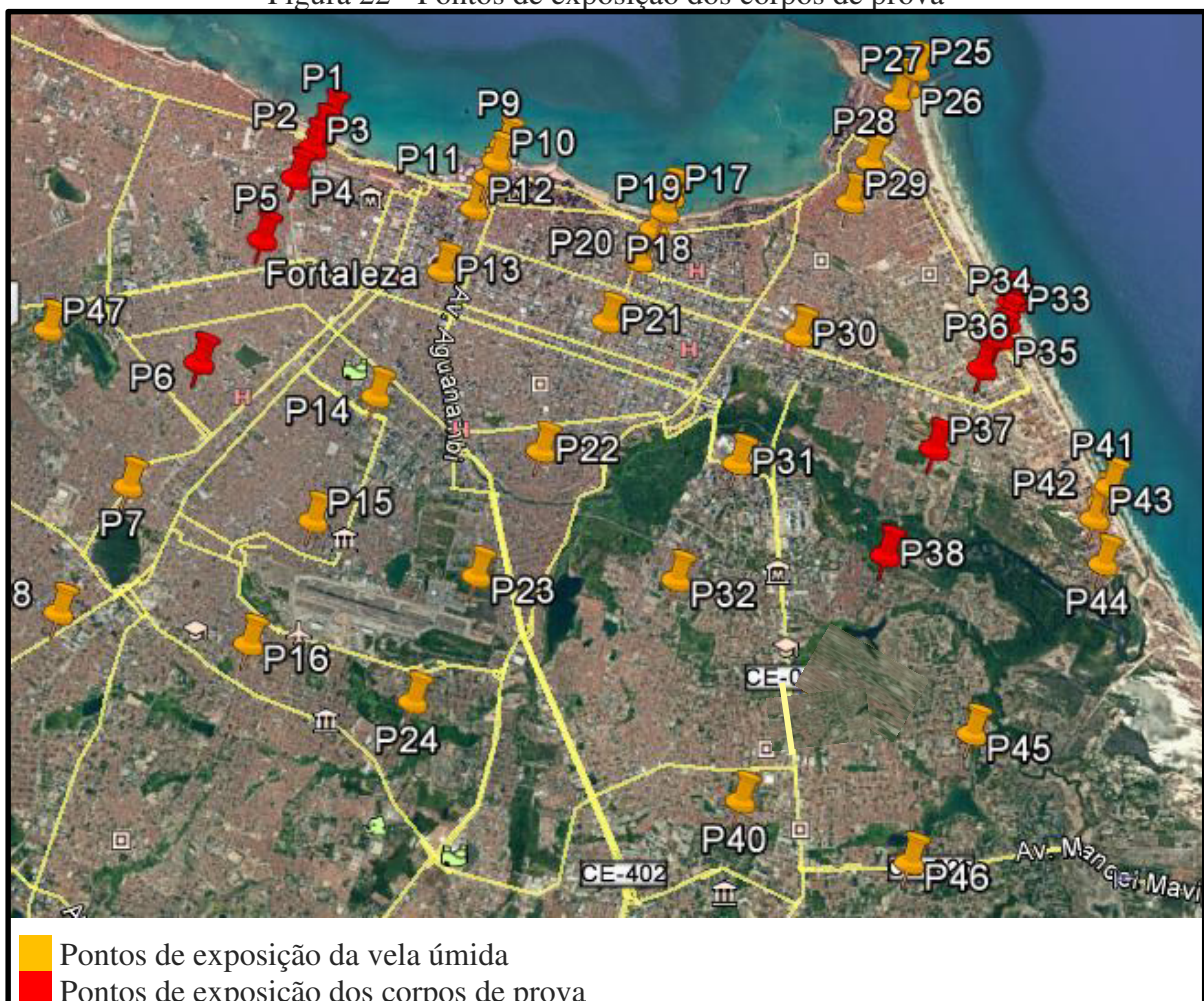 Figura 22 - Pontos de exposição dos corpos de prova
P1
P2
P3
P4
P5
P9
P10
P11
P12
P27
P25
P26
P28
P29
P19
P17
P20
P18
Fortaleza
P13
P47
P6
P21
P30
P34
P33
P36
P35
Av. Aguanambi
P14
P22
P31
P37
P41
P42
P43
P7
P15
P38
P44
8
P23
P32
P16
P24
CE-0
P45
P40
P46
CE-402
Pontos de exposição da vela úmida
Pontos de exposição dos corpos de prova